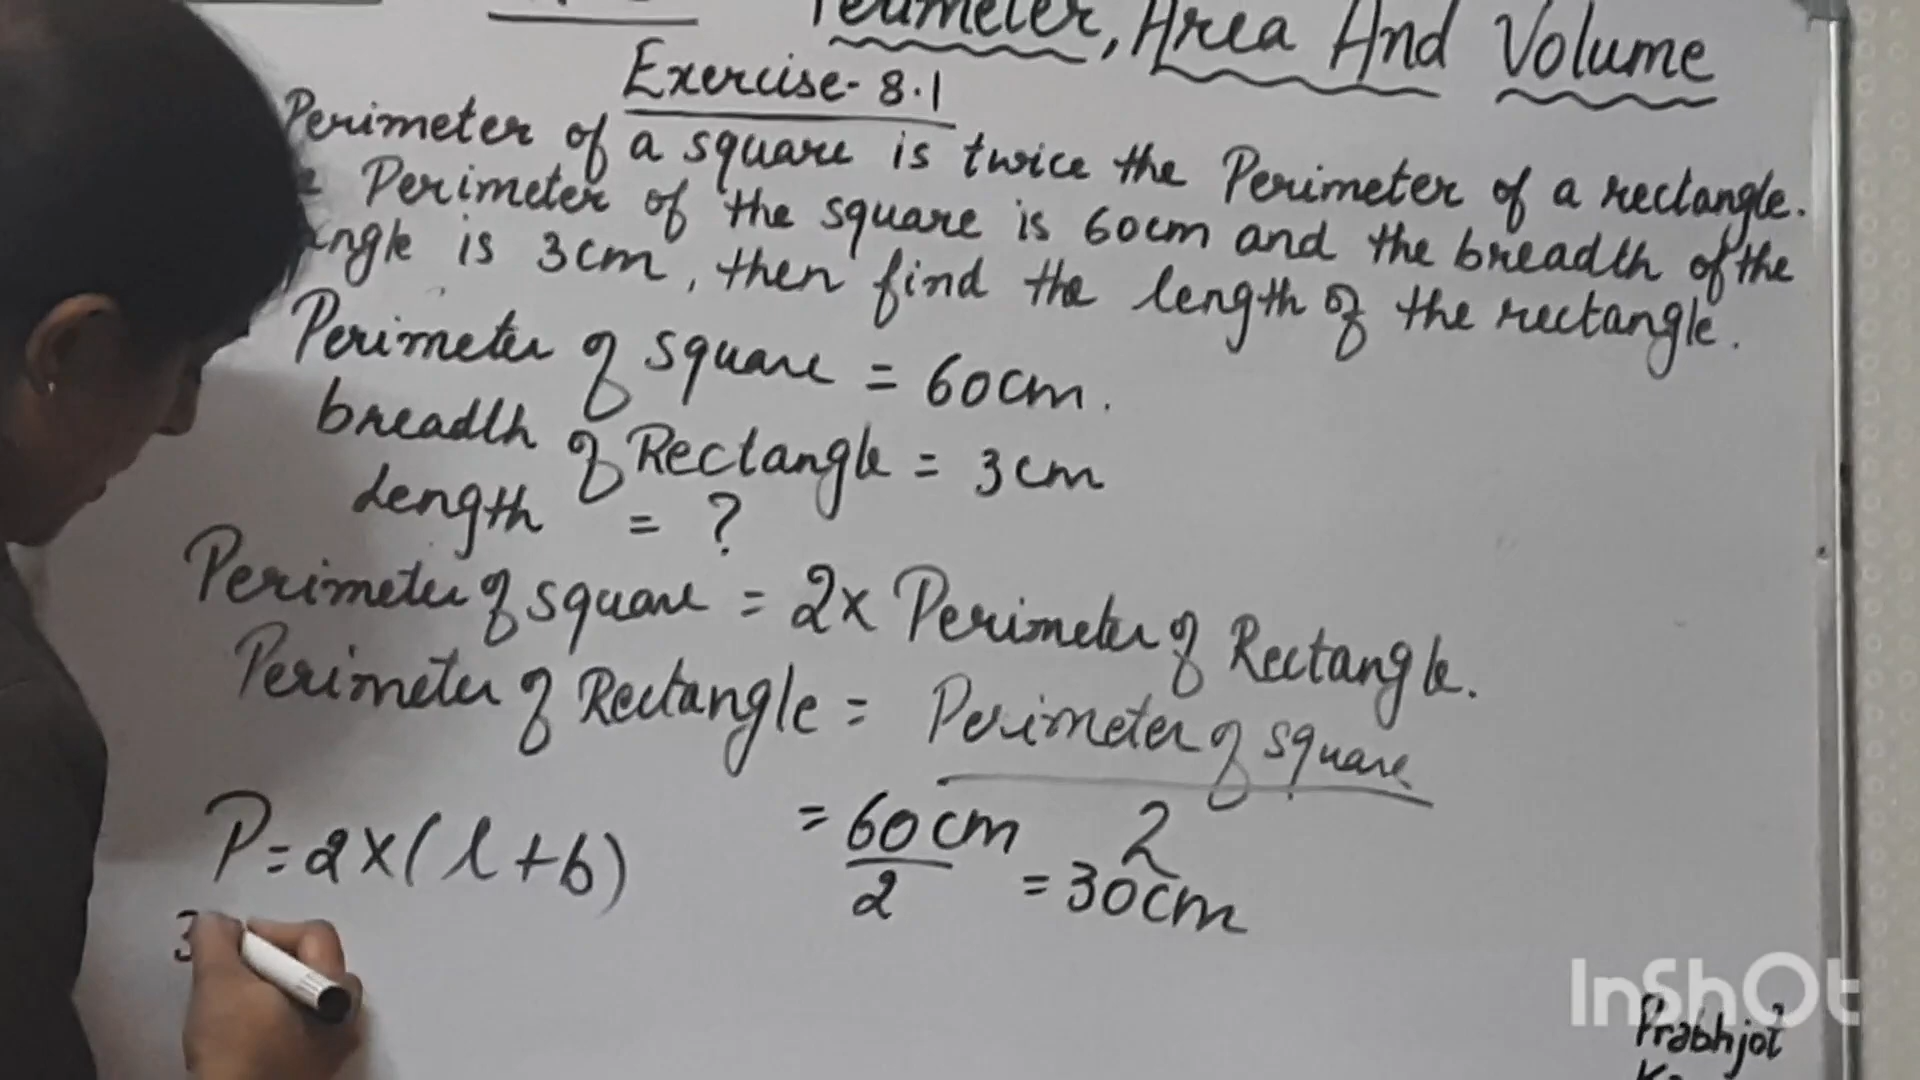 Perimeter, Area And Volume
Exercise- 8.1
Perimeter of a square is twice the Perimeter of a rectangle.
Perimeter of the square is 60cm and the breadth of the
is 3cm, then find the length of the rectangle.
Perimeter of square = 60cm.
breadth of Rectangle = 3cm
Length = ?
Perimeter of square = 2x Perimeter of Rectangle.
Perimeter of Rectangle = Perimeter of square
2
= 60cm
2
= 30cm
P = 2x(l+b)
3
InShOt
Prabhjot